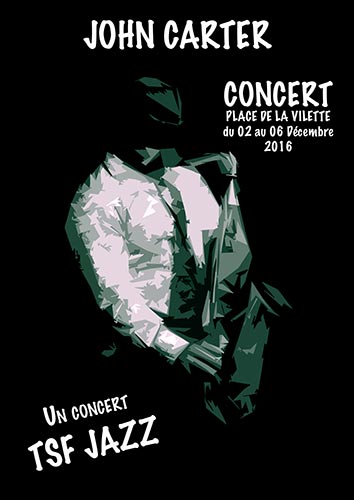 JOHN CARTER
CONCERT
PLACE DE LA VILETTE
du 02 au 06 Décembre
2016
UN CONCERT
TSF JAZZ